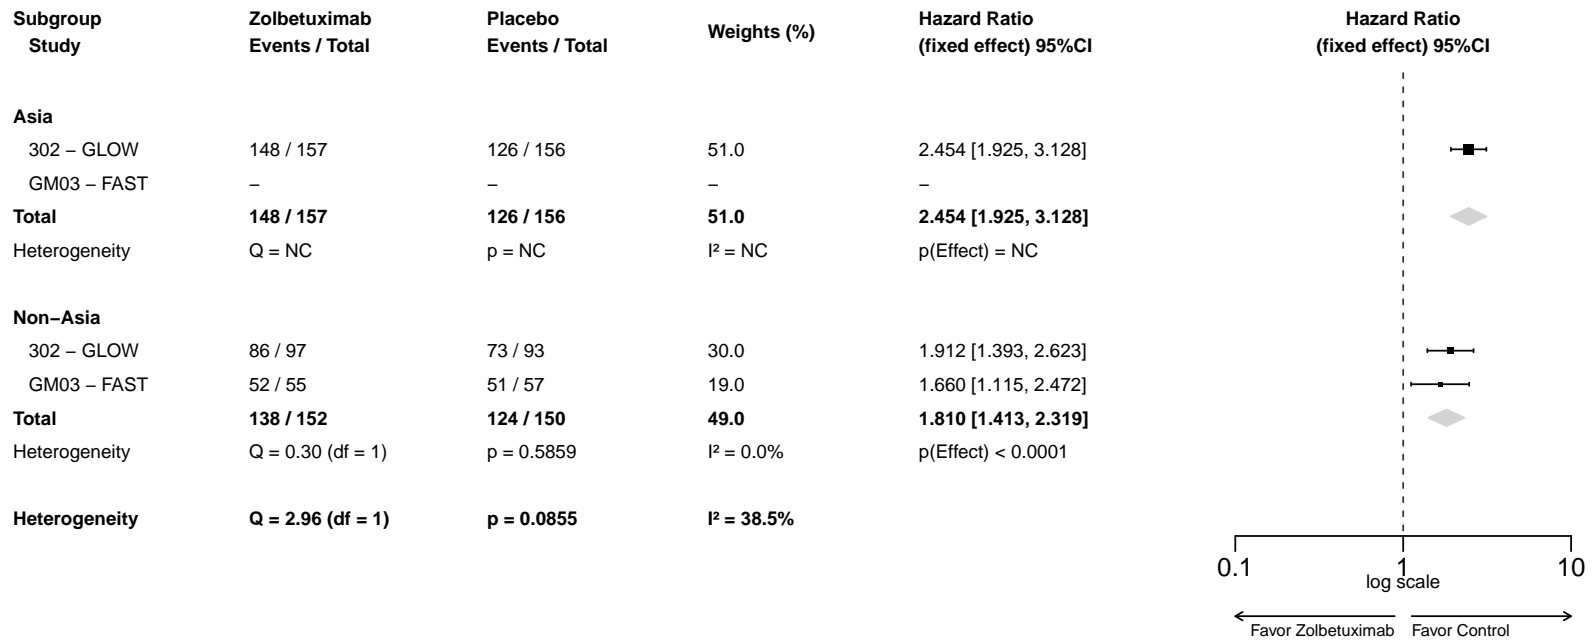 Subgroup Zolbetuximab Placebo Weights (%) Hazard Ratio Hazard Ratio
Study Events / Total Events / Total (fixed effect) 95%CI (fixed effect) 95%CI
Asia
302 − GLOW 148 / 157 126 / 156 51.0 2.454 [1.925, 3.128]
GM03 − FAST − − − −
Total 148 / 157 126 / 156 51.0 2.454 [1.925, 3.128]
Heterogeneity Q = NC p = NC I² = NC p(Effect) = NC
Non−Asia
302 − GLOW 86 / 97 73 / 93 30.0 1.912 [1.393, 2.623]
GM03 − FAST 52 / 55 51 / 57 19.0 1.660 [1.115, 2.472]
Total 138 / 152 124 / 150 49.0 1.810 [1.413, 2.319]
Heterogeneity Q = 0.30 (df = 1) p = 0.5859 I² = 0.0% p(Effect) < 0.0001
Heterogeneity Q = 2.96 (df = 1) p = 0.0855 I² = 38.5%
0.1 1 10
log scale
Favor Zolbetuximab Favor Control